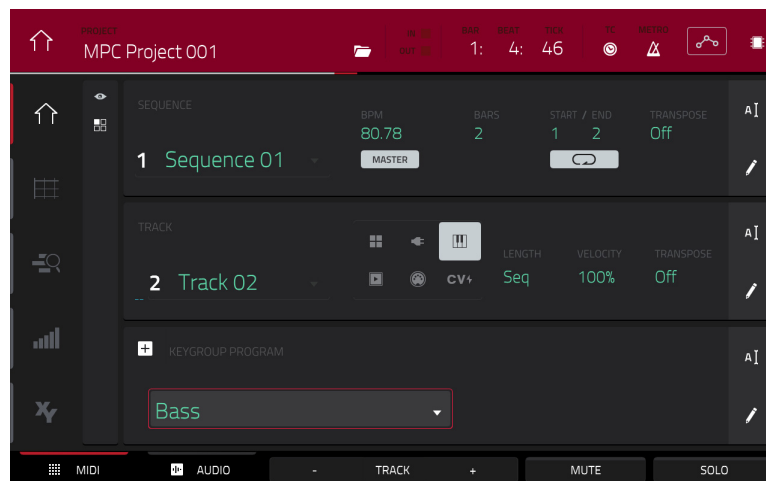 PROJECT
MPC Project 001
IN
OUT
BAR BEAT TICK
1: 4: 46
TC
METRO
SEQUENCE
1 Sequence 01
BPM
80.78
MASTER
BARS
2
START / END
1 2
TRANSPOSE
Off
A
TRACK
2 Track 02
CV
LENGTH
Seq
VELOCITY
100%
TRANSPOSE
Off
A
KEYGROUP PROGRAM
Bass
A
XY
MIDI
AUDIO
- TRACK +
MUTE
SOLO